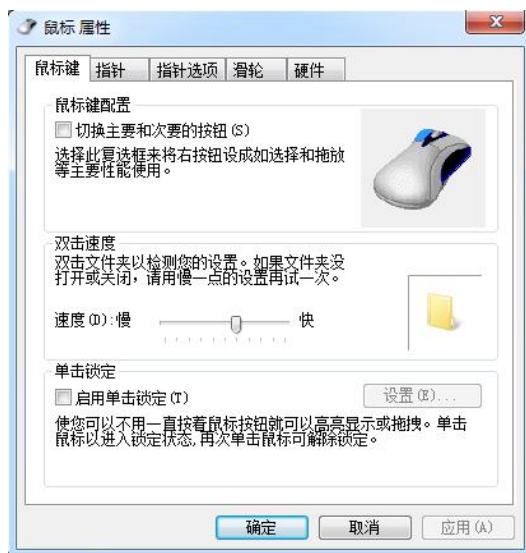 鼠标 属性
鼠标键 指针 指针选项 滑轮 硬件
鼠标键配置
切换主要和次要的按钮(S)
选择此复选框来将右按钮设成如选择和拖放
等主要性能使用。
双击速度
双击文件夹以检测您的设置。如果文件夹没
打开或关闭，请用慢一点的设置再试一次。
速度(D):慢 快
单击锁定
启用单击锁定(T) 设置(E)...
使您可以不用一直按着鼠标按钮就可以高亮显示或拖拽。单击
鼠标以进入锁定状态,再次单击鼠标可解除锁定。
确定 取消 应用(A)